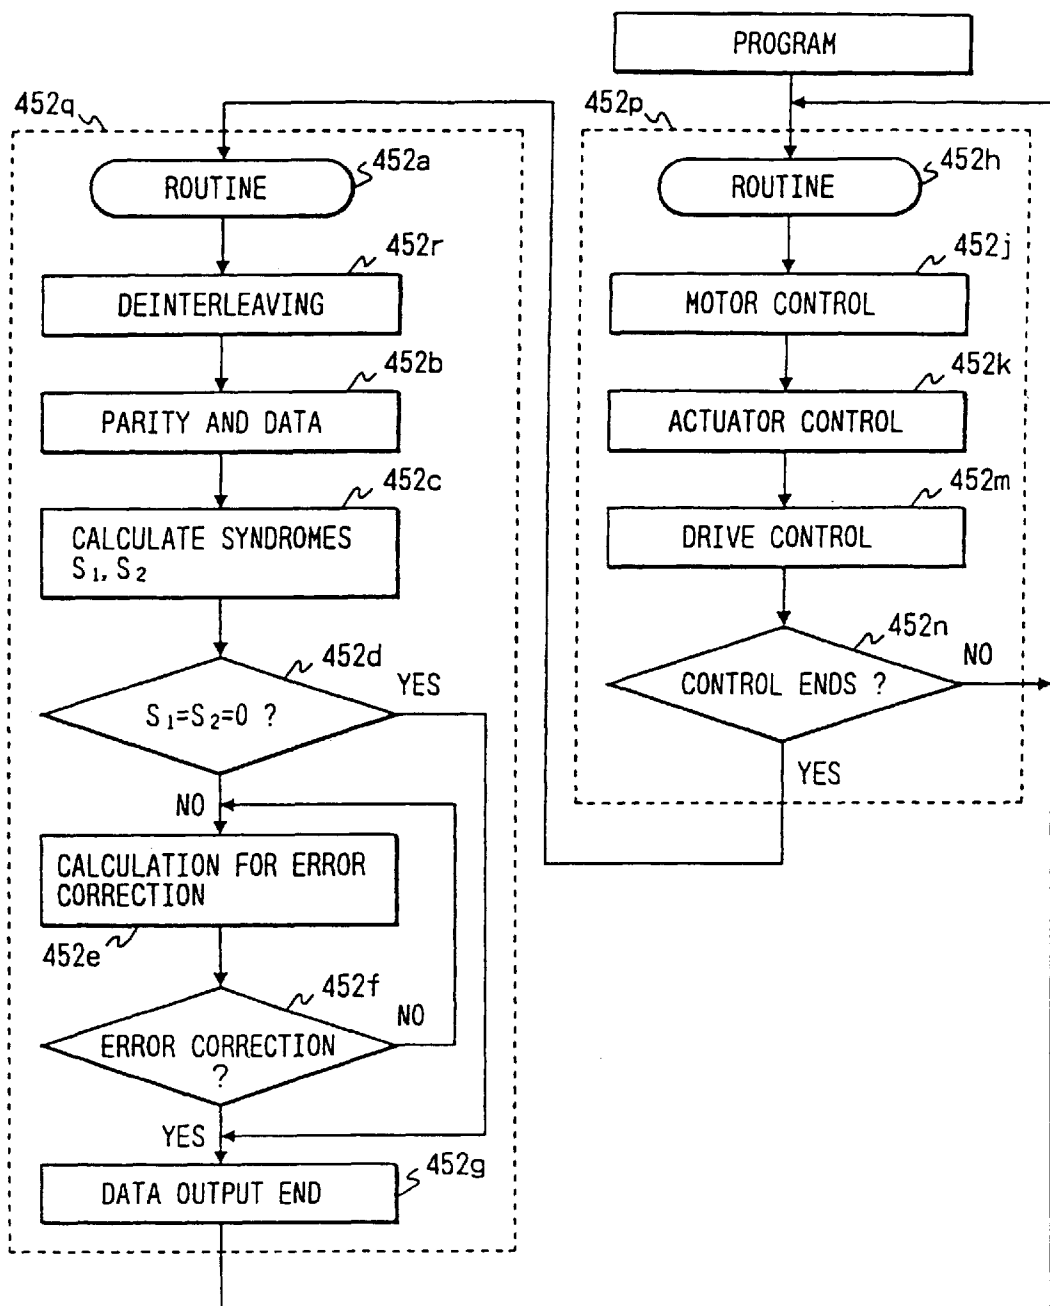 PROGRAM
452q
452p
ROUTINE
452a
ROUTINE
452h
452r
DEINTERLEAVING
452j
MOTOR CONTROL
452b
PARITY AND DATA
452k
ACTUATOR CONTROL
452c
CALCULATE SYNDROMES
S₁, S₂
452m
DRIVE CONTROL
452d
YES
S₁=S₂=0 ?
452n
NO
CONTROL ENDS ?
YES
NO
CALCULATION FOR ERROR
CORRECTION
452e
452f
NO
ERROR CORRECTION
?
YES
452g
DATA OUTPUT END